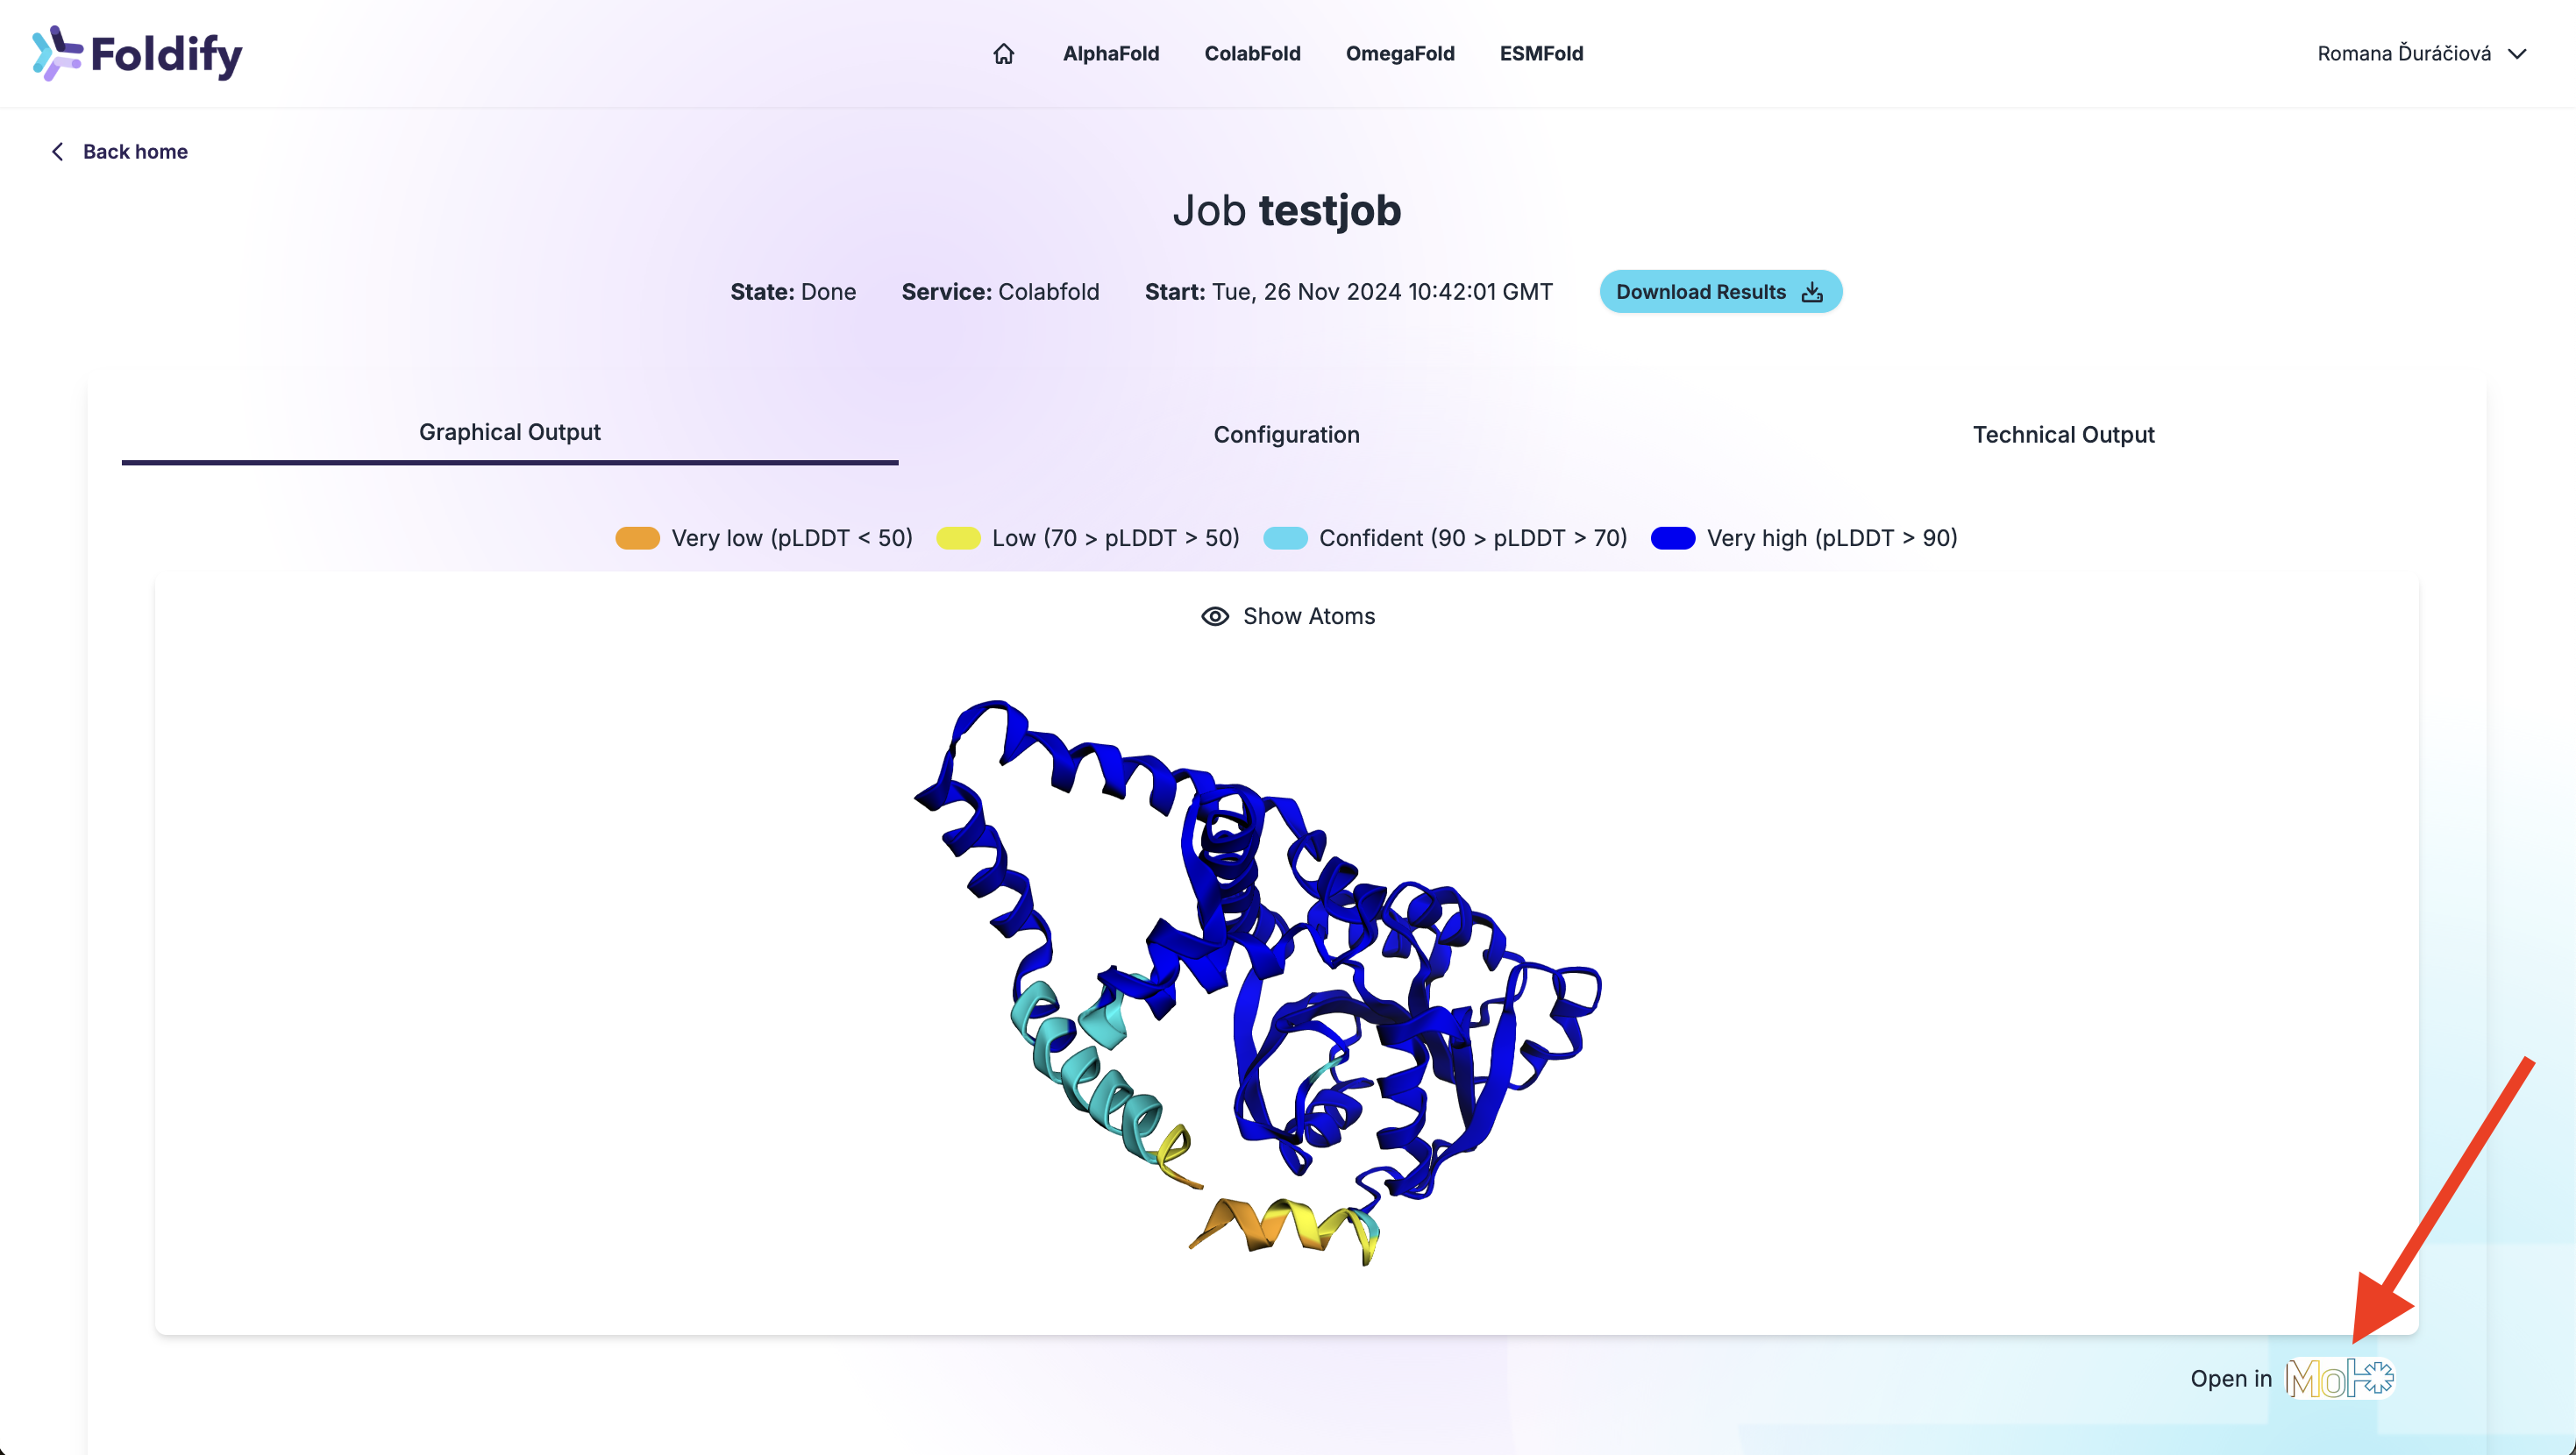 Foldify
AlphaFold ColabFold OmegaFold ESMFold
Romana Ďuráčiová
Back home
Job testjob
State: Done Service: Colabfold Start: Tue, 26 Nov 2024 10:42:01 GMT Download Results
Graphical Output Configuration Technical Output
Very low (pLDDT < 50) Low (70 > pLDDT > 50) Confident (90 > pLDDT > 70) Very high (pLDDT > 90)
Show Atoms
Open in Mol*